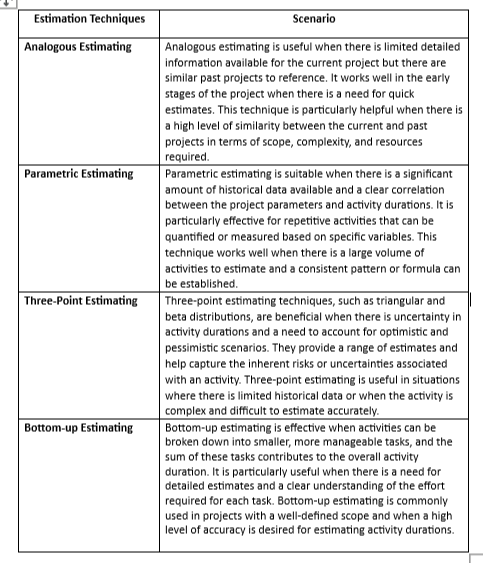 Estimation Techniques Scenario
Analogous Estimating Analogous estimating is useful when there is limited detailed
information available for the current project but there are
similar past projects to reference. It works well in the early
stages of the project when there is a need for quick
estimates. This technique is particularly helpful when there is
a high level of similarity between the current and past
projects in terms of scope, complexity, and resources
required.
Parametric Estimating Parametric estimating is suitable when there is a significant
amount of historical data available and a clear correlation
between the project parameters and activity durations. It is
particularly effective for repetitive activities that can be
quantified or measured based on specific variables. This
technique works well when there is a large volume of
activities to estimate and a consistent pattern or formula can
be established.
Three-Point Estimating Three-point estimating techniques, such as triangular and
beta distributions, are beneficial when there is uncertainty in
activity durations and a need to account for optimistic and
pessimistic scenarios. They provide a range of estimates and
help capture the inherent risks or uncertainties associated
with an activity. Three-point estimating is useful in situations
where there is limited historical data or when the activity is
complex and difficult to estimate accurately.
Bottom-up Estimating Bottom-up estimating is effective when activities can be
broken down into smaller, more manageable tasks, and the
sum of these tasks contributes to the overall activity
duration. It is particularly useful when there is a need for
detailed estimates and a clear understanding of the effort
required for each task. Bottom-up estimating is commonly
used in projects with a well-defined scope and when a high
level of accuracy is desired for estimating activity durations.